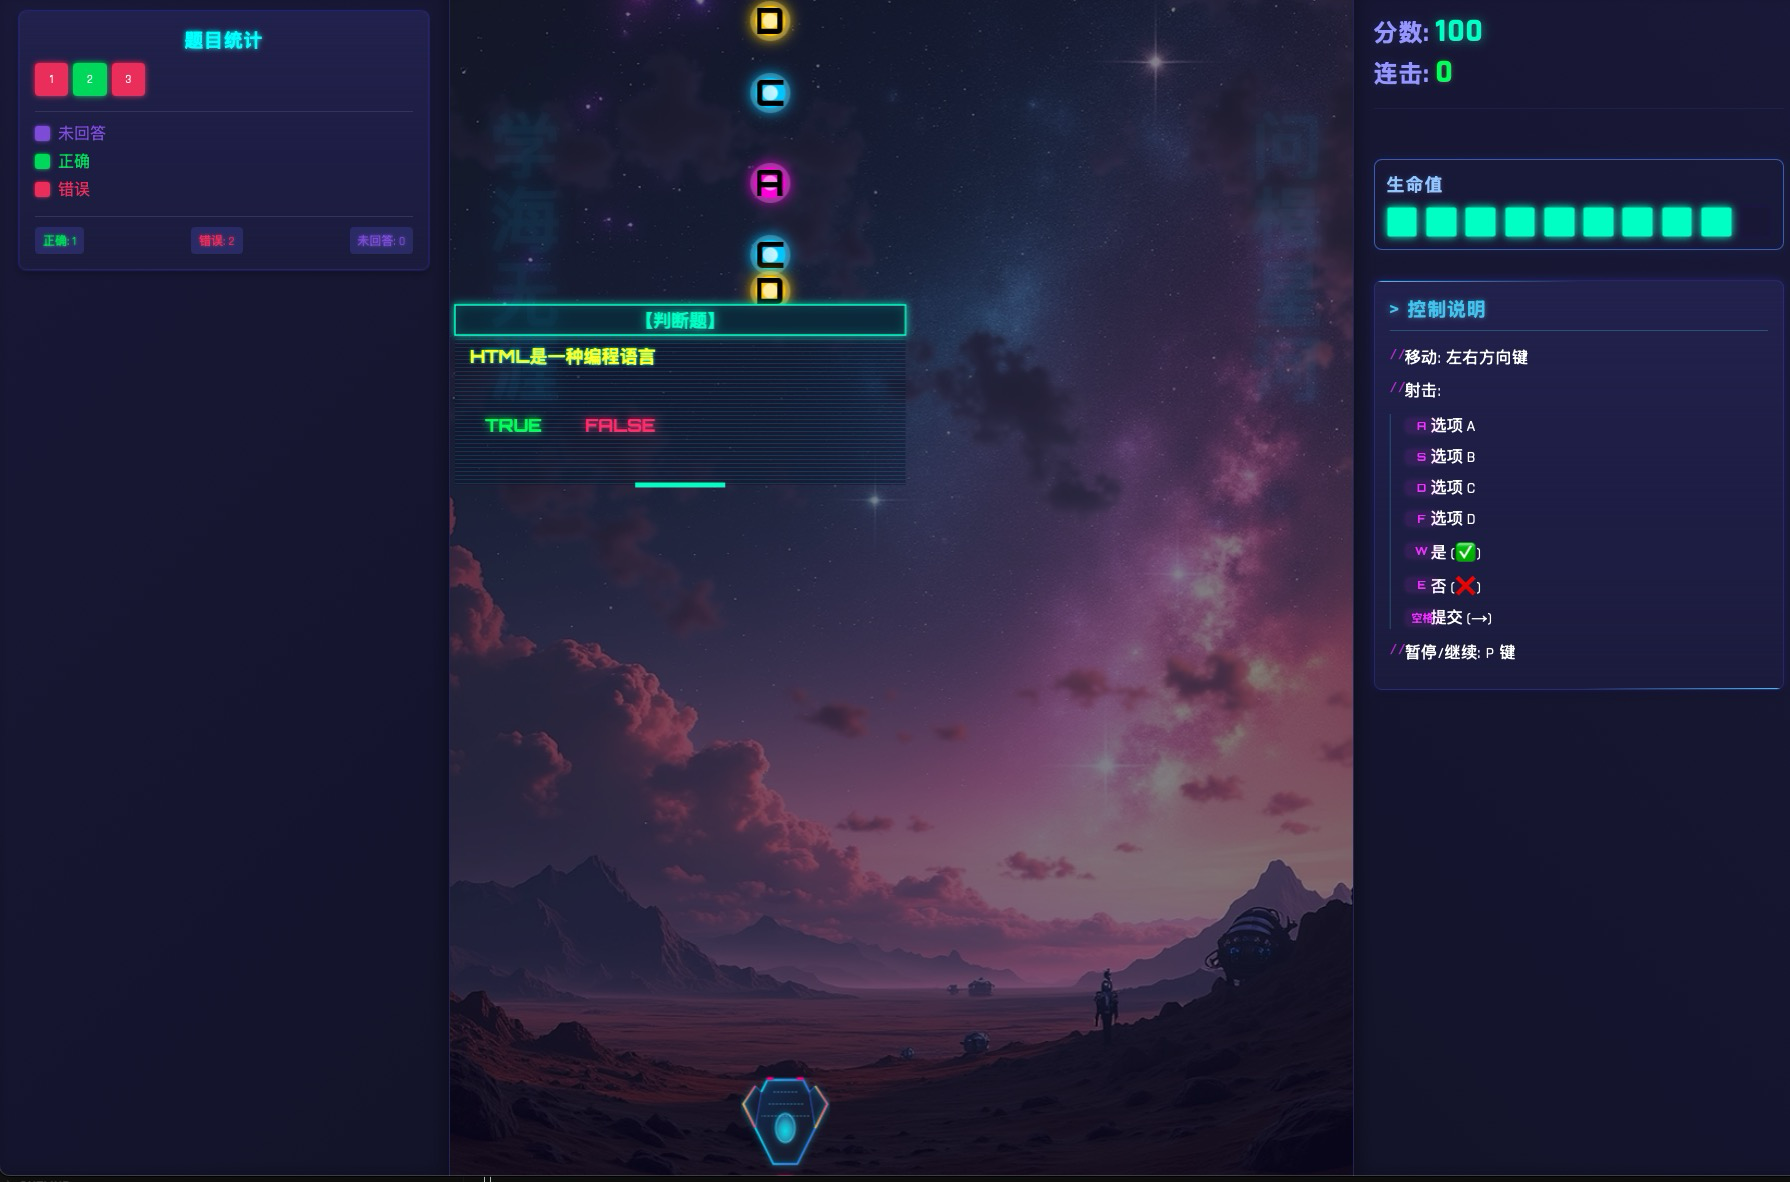 题目统计
1 2 3
未回答
正确
错误
正确: 1 错误: 2 未回答: 0
D
C
A
C
D
学海无涯
【判断题】
HTML是一种编程语言
TRUE FALSE
分数: 100
连击: 0
生命值
> 控制说明
//移动: 左右方向键
//射击:
A 选项 A
S 选项 B
D 选项 C
F 选项 D
W 是 (✅)
E 否 (❌)
空格提交 (→)
//暂停/继续: P 键